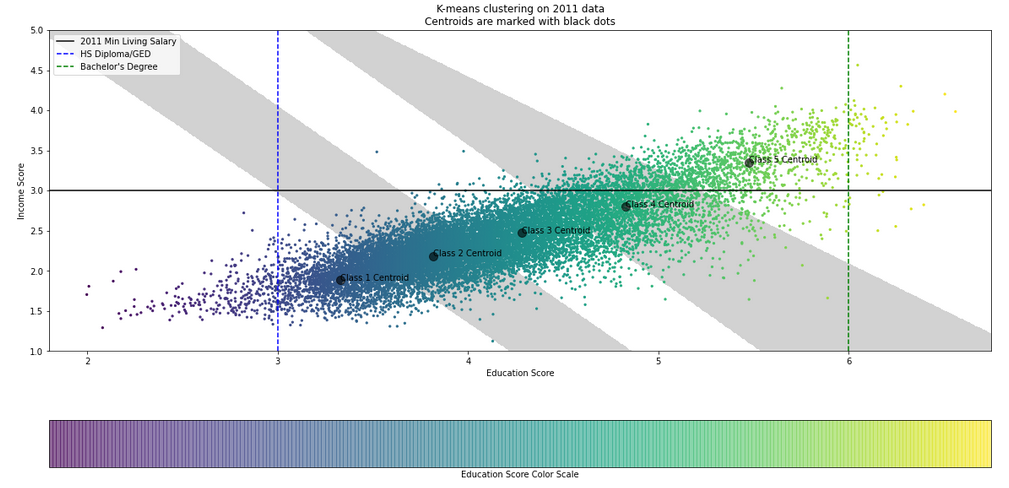 K-means clustering on 2011 data
Centroids are marked with black dots
5.0
2011 Min Living Salary
HS Diploma/GED
Bachelor's Degree
4.5
4.0
3.5
Class 5 Centroid
3.0
Class 4 Centroid
2.5
Class 3 Centroid
Class 2 Centroid
2.0
Class 1 Centroid
1.5
1.0
Income Score
2 3 4 5 6
Education Score
Education Score Color Scale